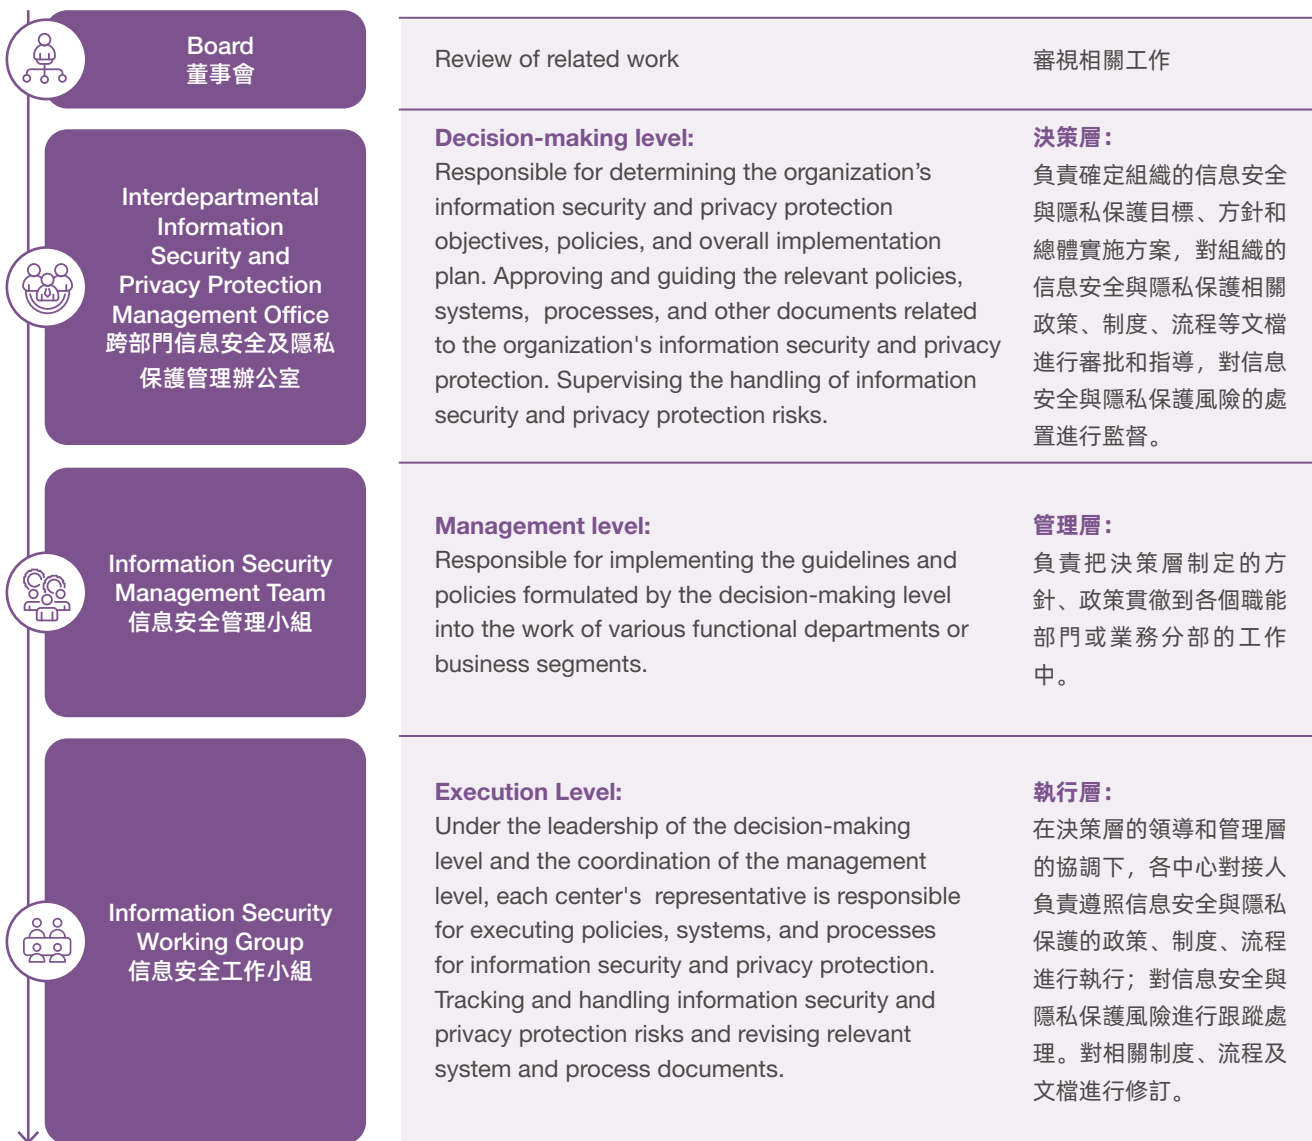 Board
董事會
Review of related work
審視相關工作
Interdepartmental
Information
Security and
Privacy Protection
Management Office
跨部門信息安全及隱私
保護管理辦公室
Decision-making level:
Responsible for determining the organization’s
information security and privacy protection
objectives, policies, and overall implementation
plan. Approving and guiding the relevant policies,
systems, processes, and other documents related
to the organization's information security and privacy
protection. Supervising the handling of information
security and privacy protection risks.
決策層：
負責確定組織的信息安全
與隱私保護目標、方針和
總體實施方案，對組織的
信息安全與隱私保護相關
政策、制度、流程等文檔
進行審批和指導，對信息
安全與隱私保護風險的處
置進行監督。
Information Security
Management Team
信息安全管理小組
Management level:
Responsible for implementing the guidelines and
policies formulated by the decision-making level
into the work of various functional departments or
business segments.
管理層：
負責把決策層制定的方
針、政策貫徹到各個職能
部門或業務分部的工作
中。
Information Security
Working Group
信息安全工作小組
Execution Level:
Under the leadership of the decision-making
level and the coordination of the management
level, each center's representative is responsible
for executing policies, systems, and processes
for information security and privacy protection.
Tracking and handling information security and
privacy protection risks and revising relevant
system and process documents.
執行層：
在決策層的領導和管理層
的協調下，各中心對接人
負責遵照信息安全與隱私
保護的政策、制度、流程
進行執行；對信息安全與
隱私保護風險進行跟蹤處
理。對相關制度、流程及
文檔進行修訂。